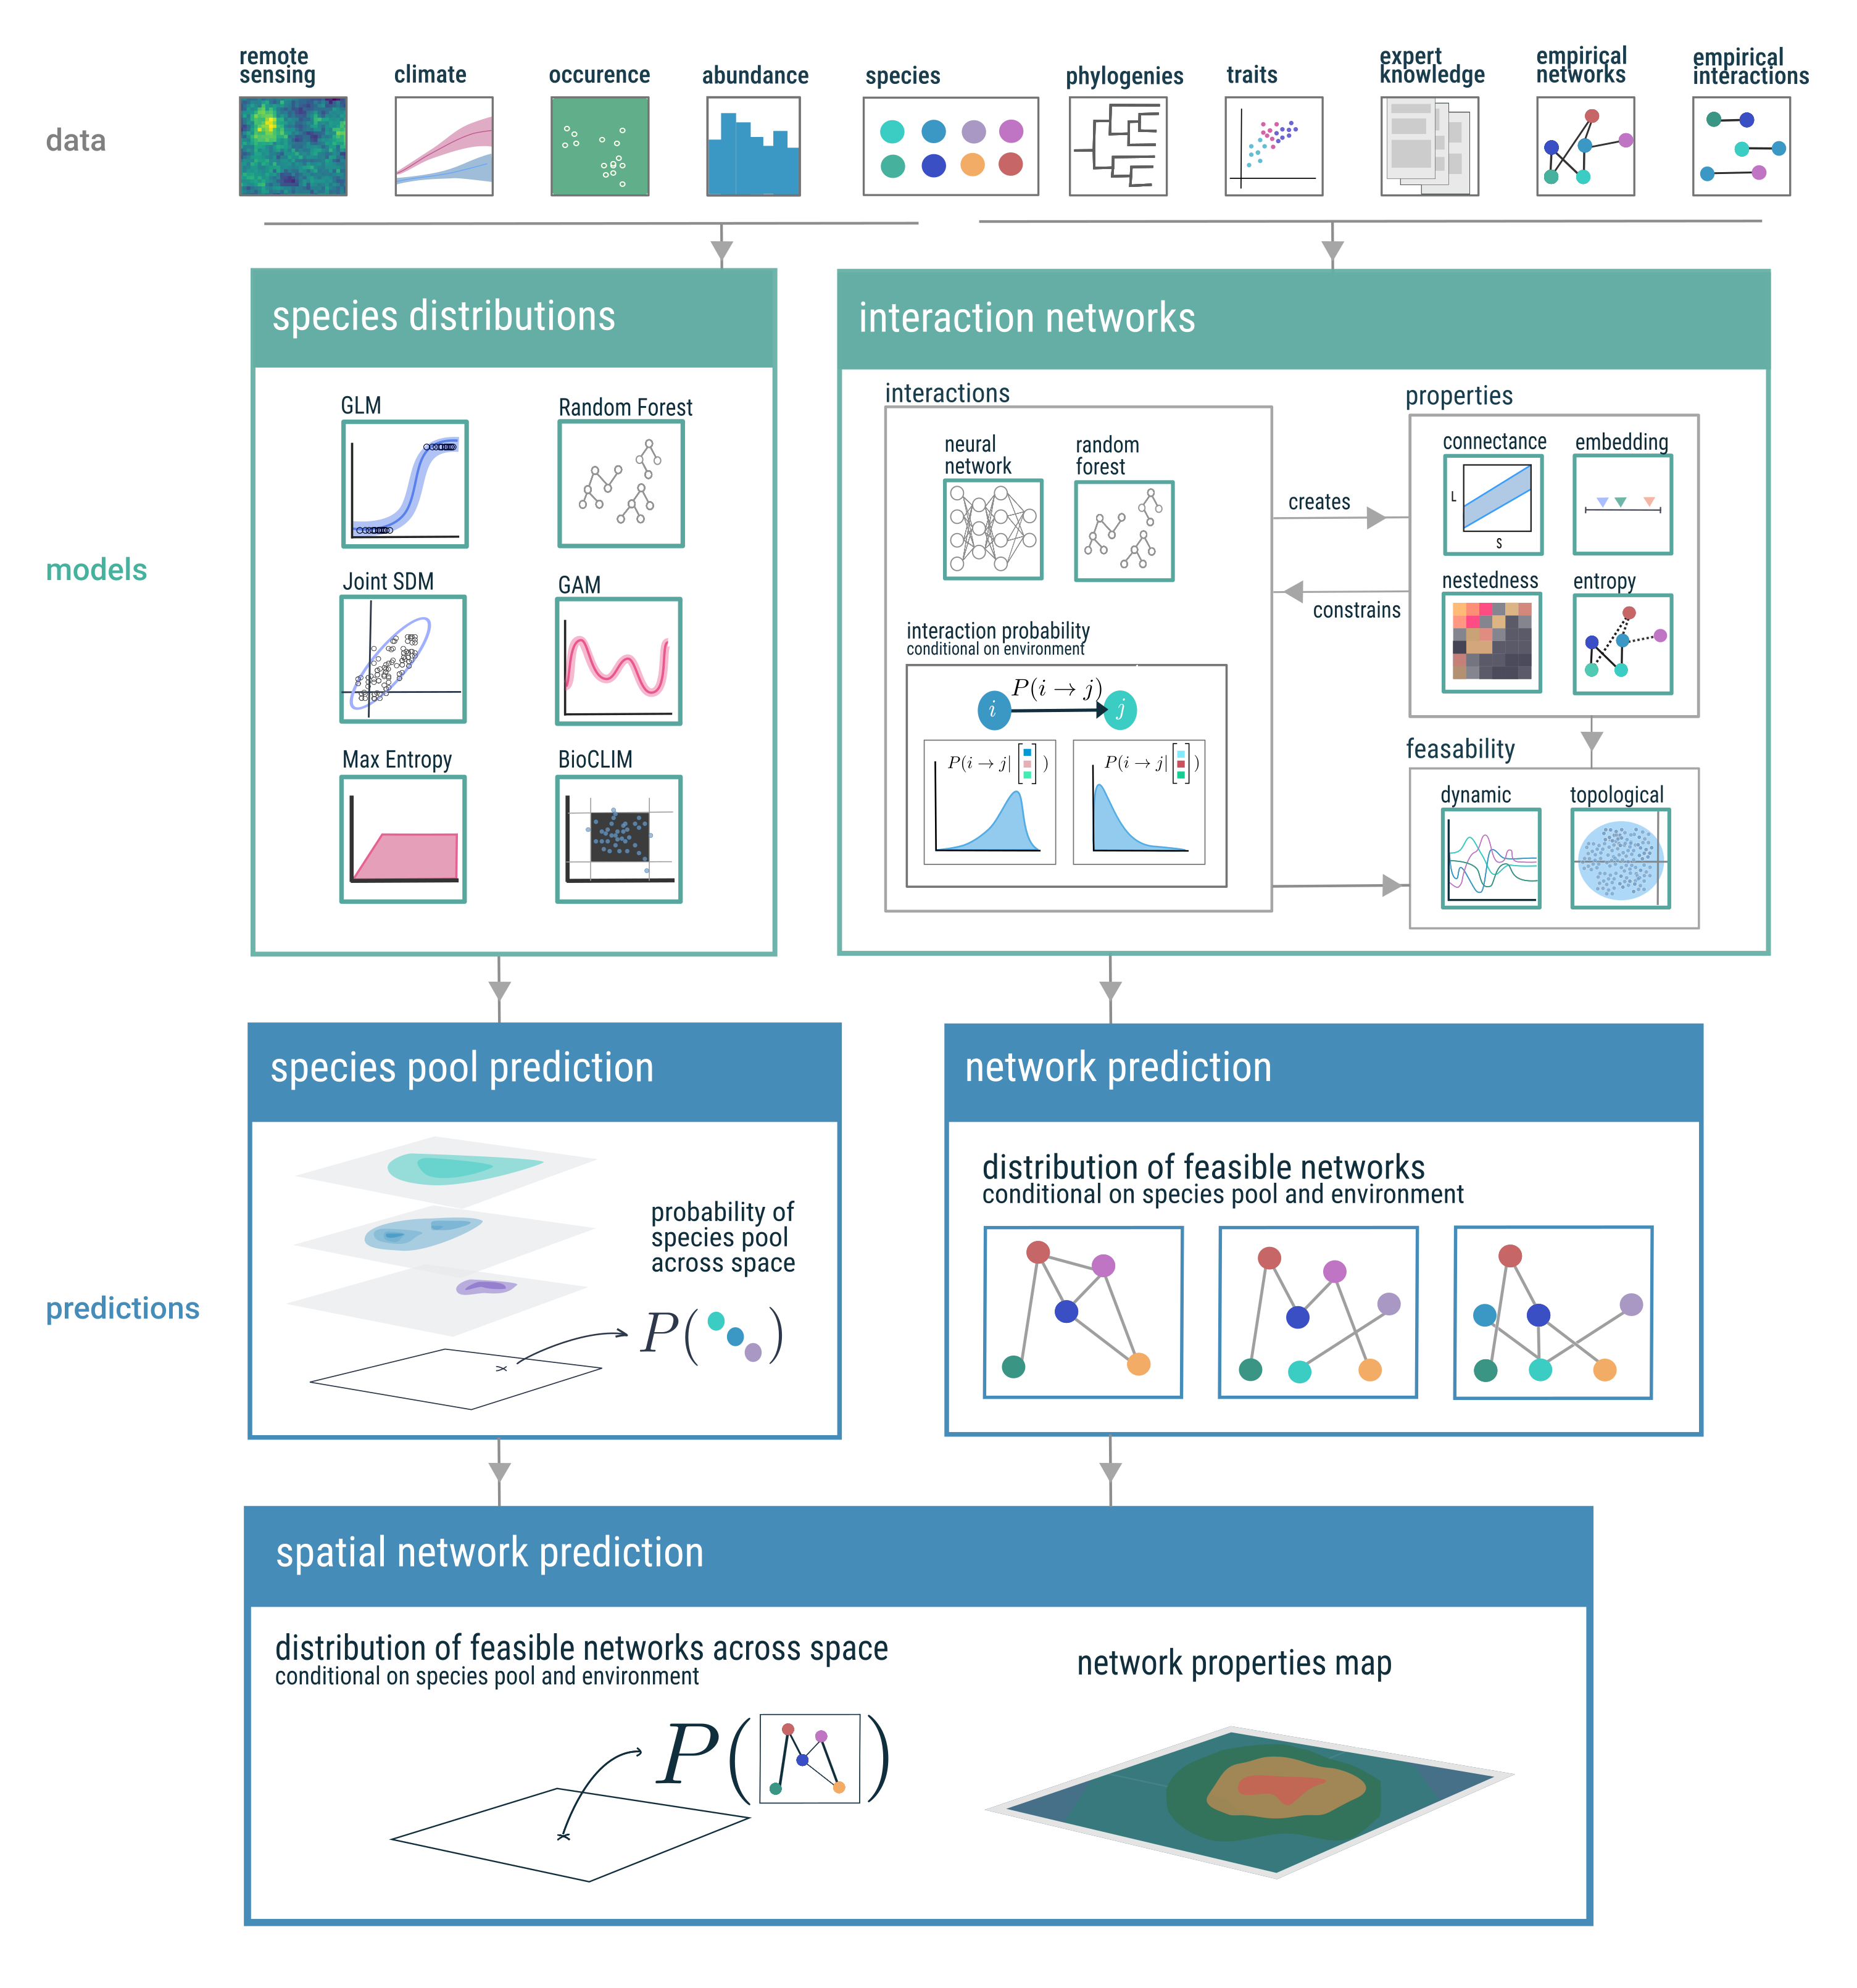 remote
sensing
climate
occurence
abundance
species
phylogenies
traits
expert
knowledge
empirical
networks
empirical
interactions
data
species distributions
interaction networks
models
GLM
Random Forest
Joint SDM
GAM
Max Entropy
BioCLIM
interactions
neural
network
random
forest
interaction probability
conditional on environment
P(i → j)
i
j
P(i → j| [ ] )
P(i → j| [ ] )
creates
constrains
properties
connectance
L
S
embedding
nestedness
entropy
feasability
dynamic
topological
predictions
species pool prediction
probability of
species pool
across space
P( )
network prediction
distribution of feasible networks
conditional on species pool and environment
spatial network prediction
distribution of feasible networks across space
conditional on species pool and environment
P( )
network properties map